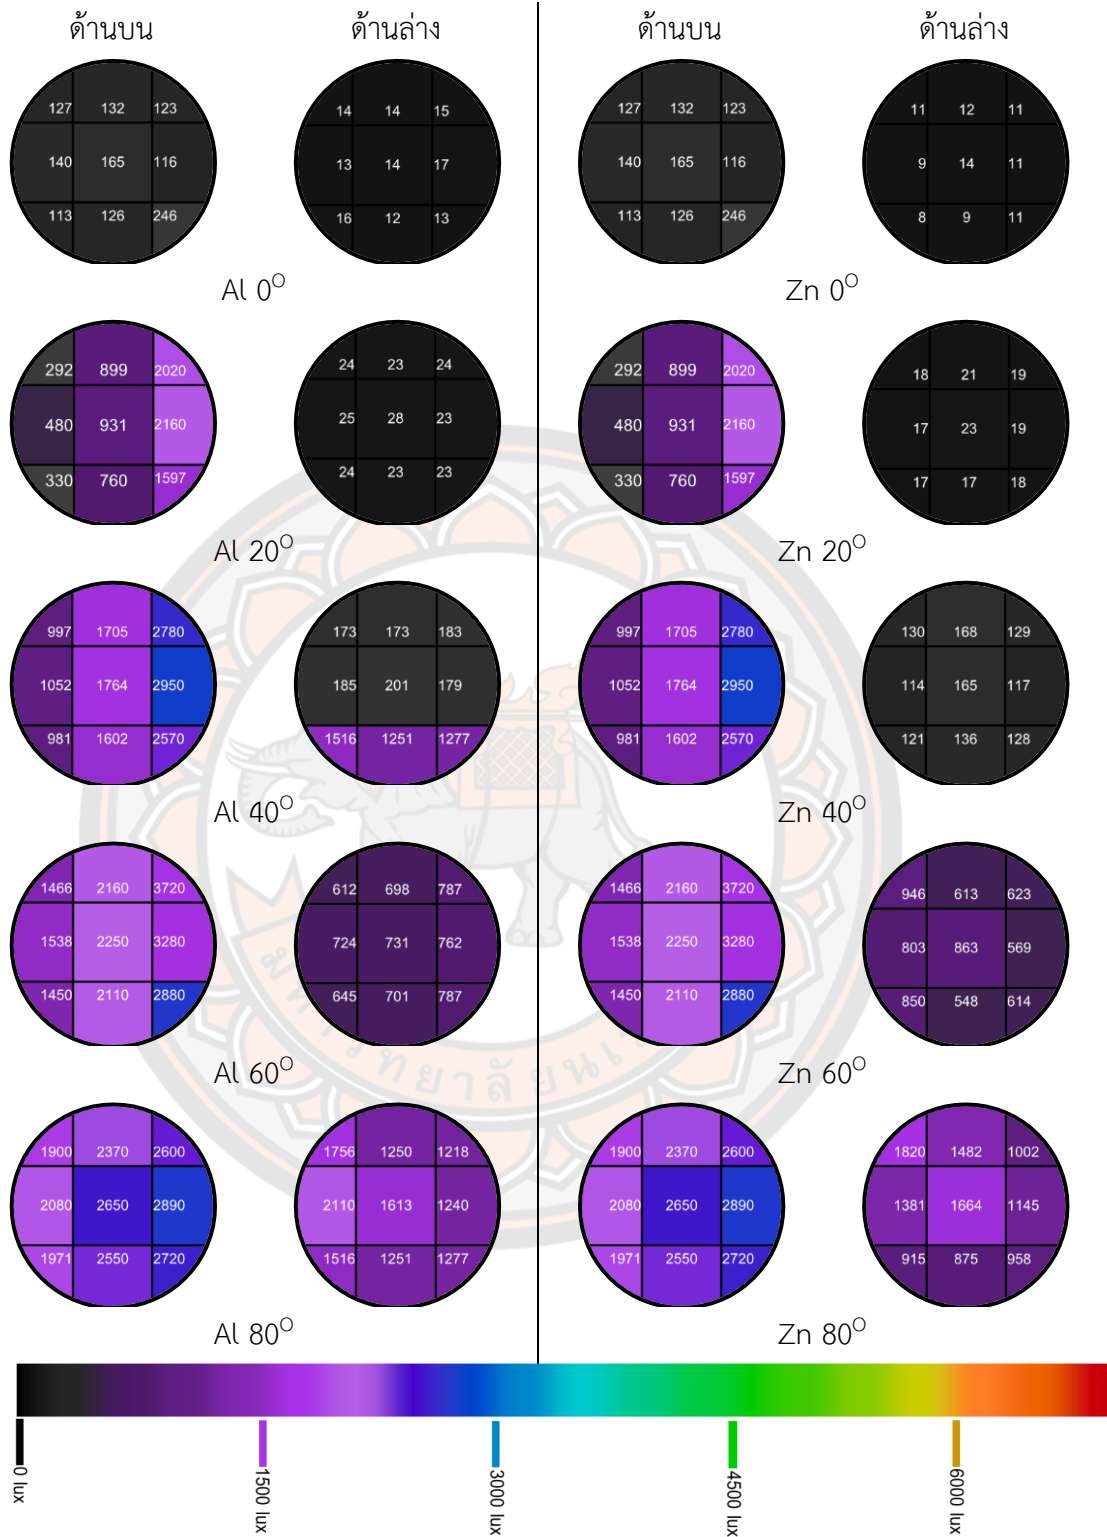 ด้านบน ด้านล่าง ด้านบน ด้านล่าง
127 132 123 14 14 15 127 132 123 11 12 11
140 165 116 13 14 17 140 165 116 9 14 11
113 126 246 16 12 13 113 126 246 8 9 11
Al 0O Zn 0O
292 899 2020 24 23 24 292 899 2020 18 21 19
480 931 2160 25 28 23 480 931 2160 17 23 19
330 760 1597 24 23 23 330 760 1597 17 17 18
Al 20O Zn 20O
997 1705 2780 173 173 183 997 1705 2780 130 168 129
1052 1764 2950 185 201 179 1052 1764 2950 114 165 117
981 1602 2570 1516 1251 1277 981 1602 2570 121 136 128
Al 40O Zn 40O
1466 2160 3720 612 698 787 1466 2160 3720 946 613 623
1538 2250 3280 724 731 762 1538 2250 3280 803 863 569
1450 2110 2880 645 701 787 1450 2110 2880 850 548 614
Al 60O Zn 60O
1900 2370 2600 1756 1250 1218 1900 2370 2600 1820 1482 1002
2080 2650 2890 2110 1613 1240 2080 2650 2890 1381 1664 1145
1971 2550 2720 1516 1251 1277 1971 2550 2720 915 875 958
Al 80O Zn 80O
0 lux 1500 lux 3000 lux 4500 lux 6000 lux